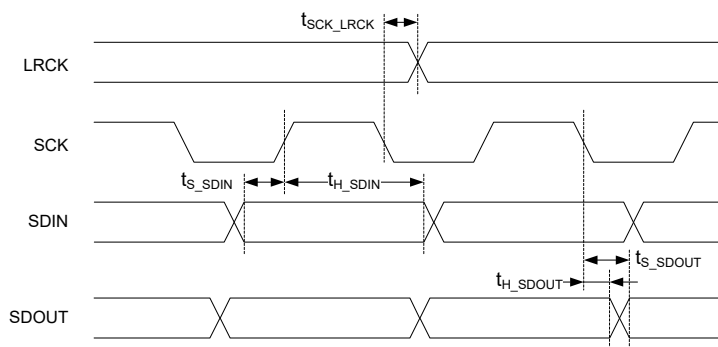 tSCK_LRCK
LRCK
SCK
tS_SDIN
tH_SDIN
SDIN
tS_SDOUT
tH_SDOUT
SDOUT